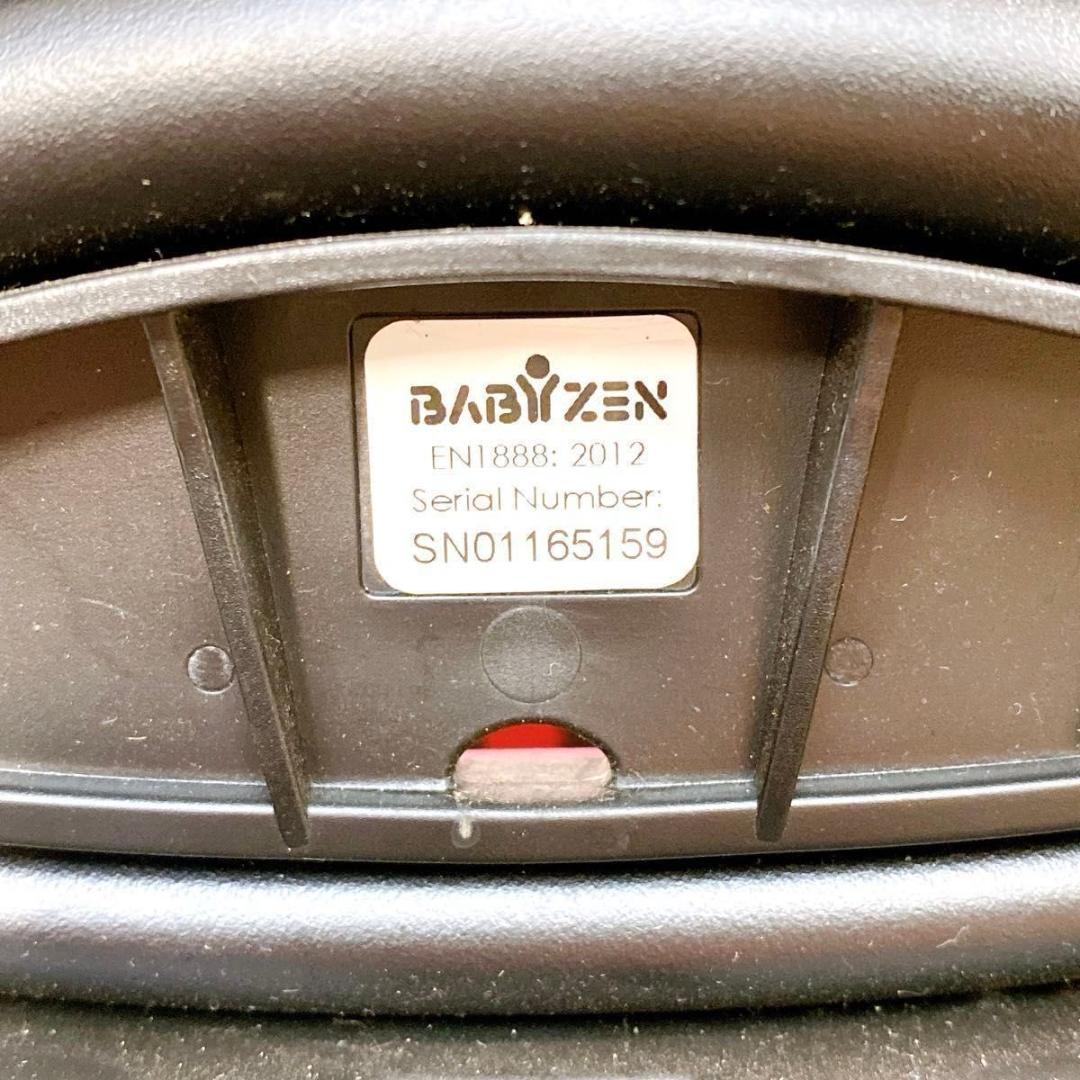 BABYZEN
EN1888: 2012
Serial Number:
SN01165159